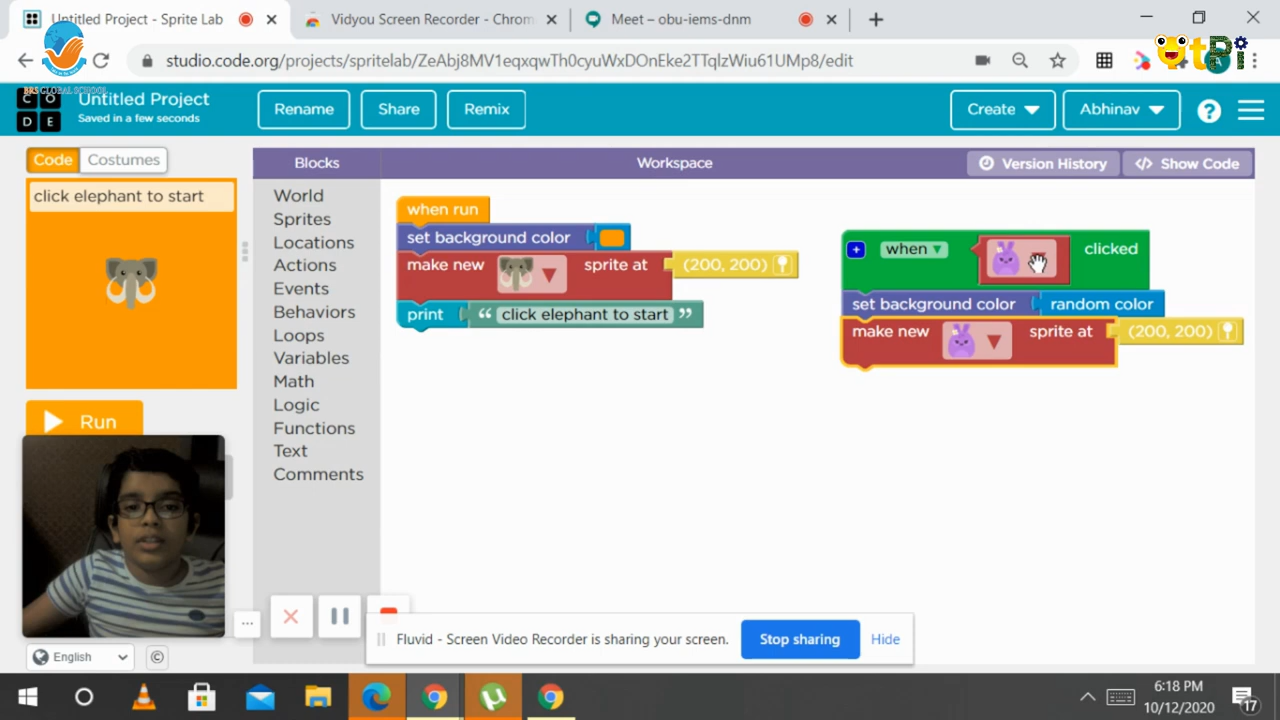 Untitled Project - Sprite Lab
Vidyou Screen Recorder - Chrom
Meet – obu-iems-dnm
studio.code.org/projects/spritelab/ZeAbj8MV1eqxqwTh0cyuWxDOnEke2TTqlzWiu61UMp8/edit
BRS GLOBAL SCHOOL
C O
D E
Untitled Project
Saved in a few seconds
Rename
Share
Remix
Create
Abhinav
?
Code
Costumes
Blocks
Workspace
Version History
</> Show Code
click elephant to start
Run
World
Sprites
Locations
Actions
Events
Behaviors
Loops
Variables
Math
Logic
Functions
Text
Comments
when run
set background color
make new sprite at (200, 200)
print “ click elephant to start ”
when clicked
set background color random color
make new sprite at (200, 200)
Fluvid - Screen Video Recorder is sharing your screen.
Stop sharing
Hide
English
©
6:18 PM
10/12/2020
17